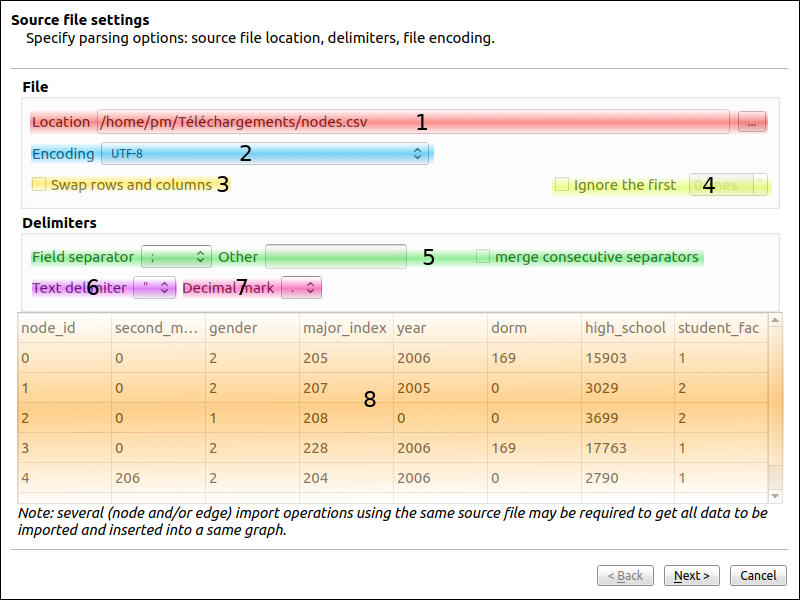 Source file settings
Specify parsing options: source file location, delimiters, file encoding.
File
Location /home/pm/Téléchargements/nodes.csv 1 ...
Encoding UTF-8 2
Swap rows and columns 3 Ignore the first 4
Delimiters
Field separator ; Other 5 merge consecutive separators
Text delimiter 6 " Decimal mark 7 .
node_id second_m... gender major_index year dorm high_school student_fac
0 0 2 205 2006 169 15903 1
1 0 2 207 2005 0 3029 2
8
2 0 1 208 0 0 3699 2
3 0 2 228 2006 169 17763 1
4 206 2 204 2006 0 2790 1
Note: several (node and/or edge) import operations using the same source file may be required to get all data to be
imported and inserted into a same graph.
< Back Next > Cancel